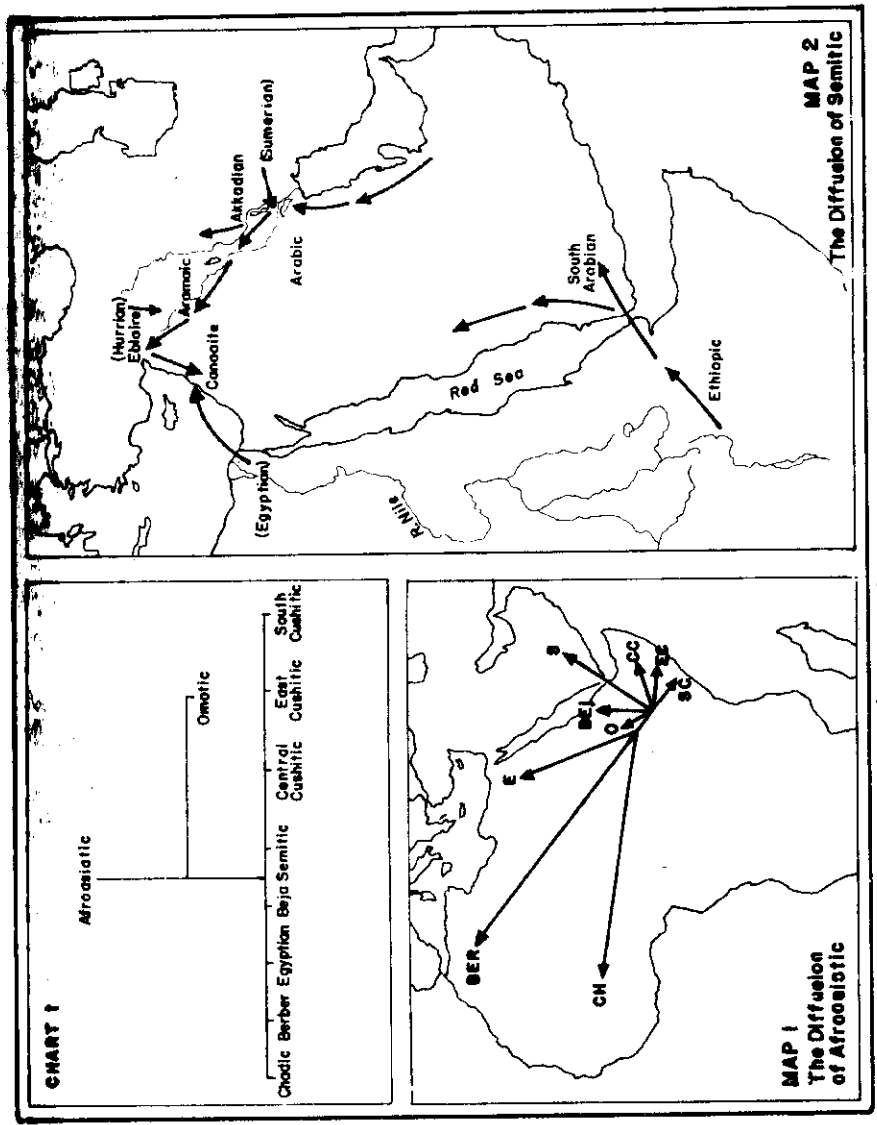 CHART 1
Afroasiatic
Omotic
Chadic Berber Egyptian Beja Semitic Central Cushitic East Cushitic South Cushitic
MAP 1
The Diffusion
of Afroasiatic
BER
CH
E
O
BEJ
S
CC
EC
SC
MAP 2
The Diffusion of Semitic
(Hurrian)
Eblaite
Aramaic
Canaaite
Akkadian
(Sumerian)
Arabic
(Egyptian)
R. Nile
Red Sea
South
Arabian
Ethiopic